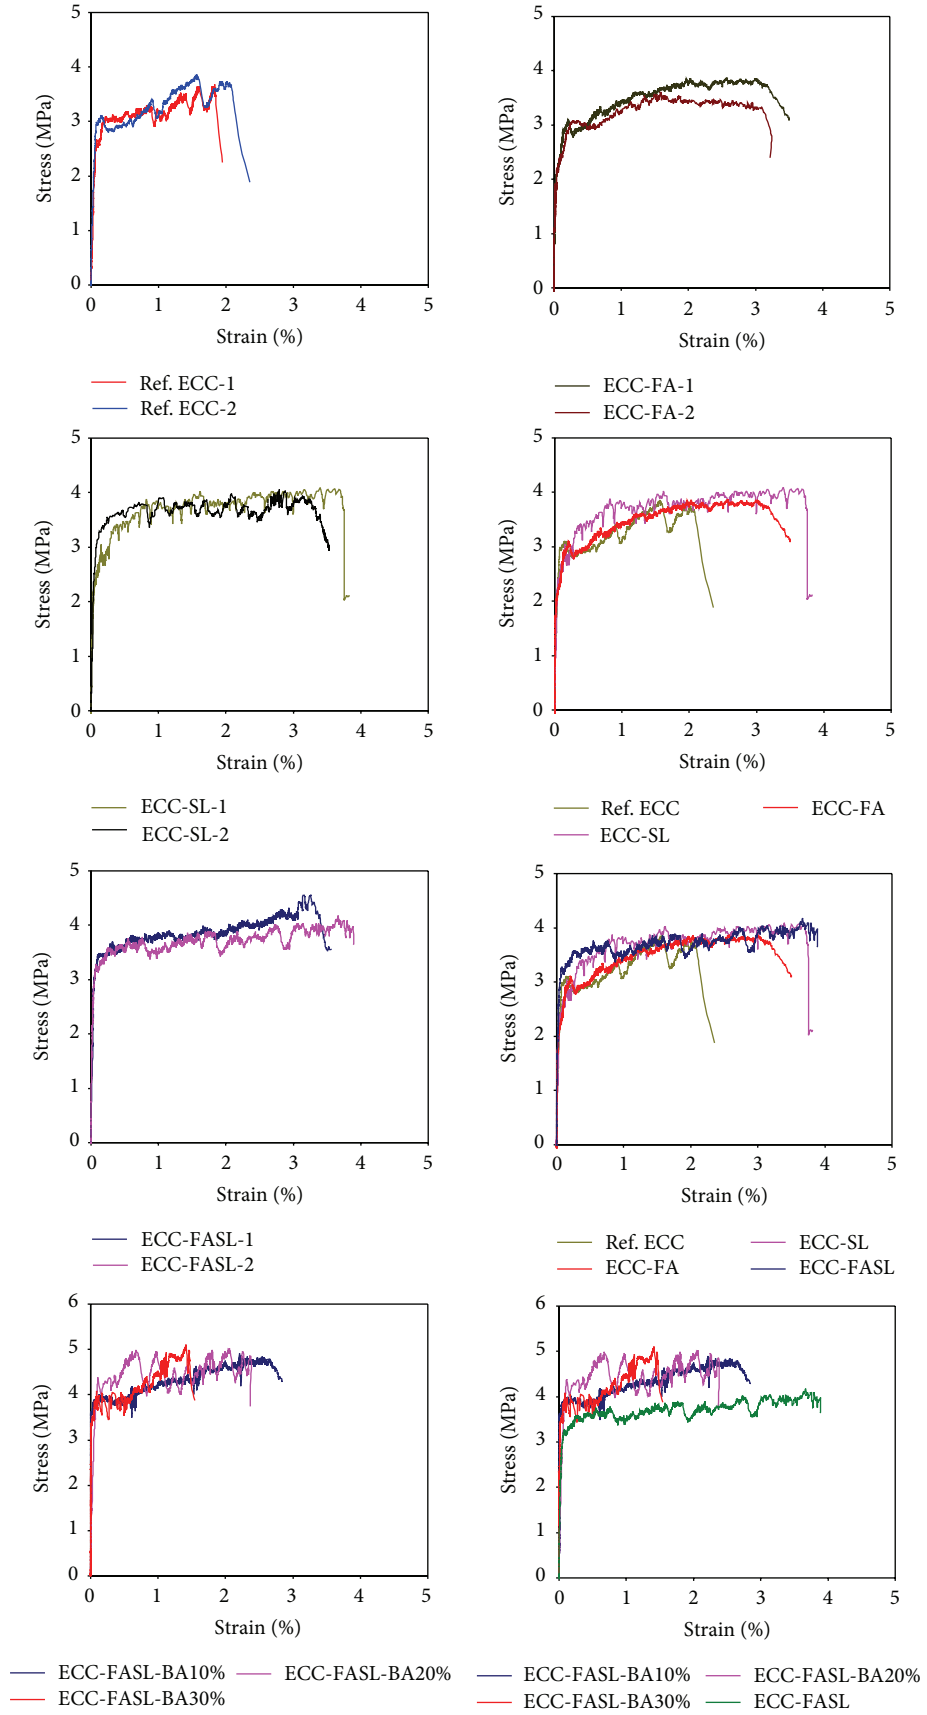 5
4
3
2
1
0
Stress (MPa)
0 1 2 3 4 5
Strain (%)
Ref. ECC-1
Ref. ECC-2
5
4
3
2
1
0
Stress (MPa)
0 1 2 3 4 5
Strain (%)
ECC-FA-1
ECC-FA-2
5
4
3
2
1
0
Stress (MPa)
0 1 2 3 4 5
Strain (%)
ECC-SL-1
ECC-SL-2
5
4
3
2
1
0
Stress (MPa)
0 1 2 3 4 5
Strain (%)
Ref. ECC ECC-FA
ECC-SL
5
4
3
2
1
0
Stress (MPa)
0 1 2 3 4 5
Strain (%)
ECC-FASL-1
ECC-FASL-2
5
4
3
2
1
0
Stress (MPa)
0 1 2 3 4 5
Strain (%)
Ref. ECC ECC-SL
ECC-FA ECC-FASL
6
5
4
3
2
1
0
Stress (MPa)
0 1 2 3 4 5
Strain (%)
ECC-FASL-BA10% ECC-FASL-BA20%
ECC-FASL-BA30%
6
5
4
3
2
1
0
Stress (MPa)
0 1 2 3 4 5
Strain (%)
ECC-FASL-BA10% ECC-FASL-BA20%
ECC-FASL-BA30% ECC-FASL